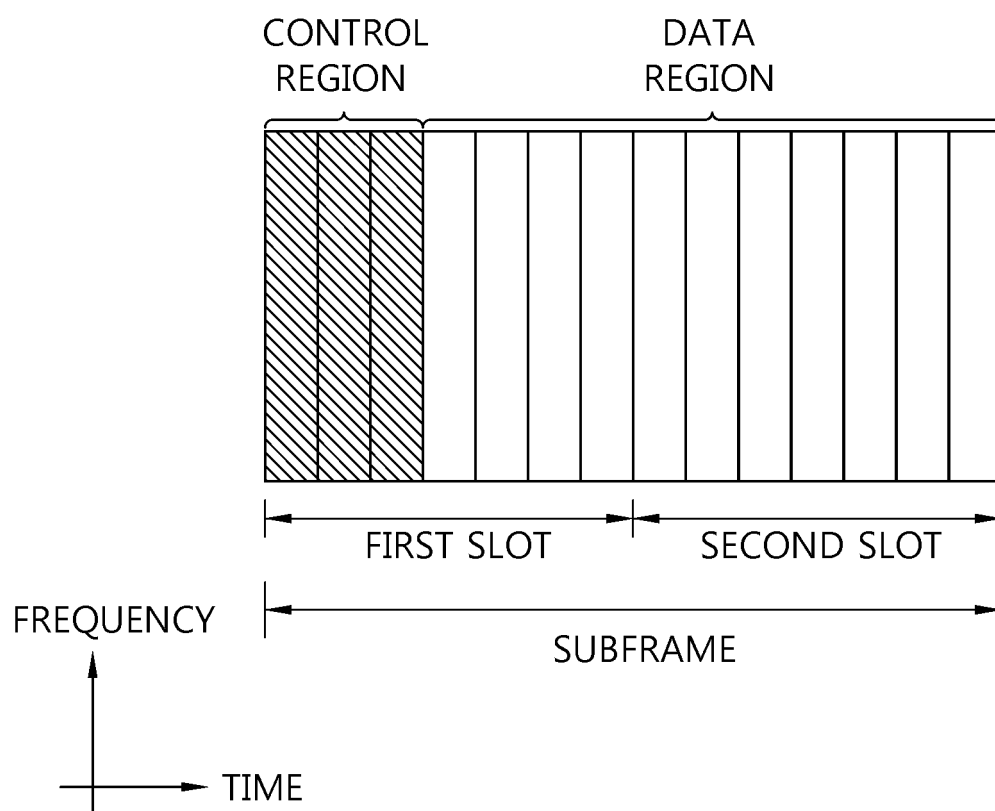 CONTROL
REGION
DATA
REGION
FIRST SLOT
SECOND SLOT
SUBFRAME
FREQUENCY
TIME